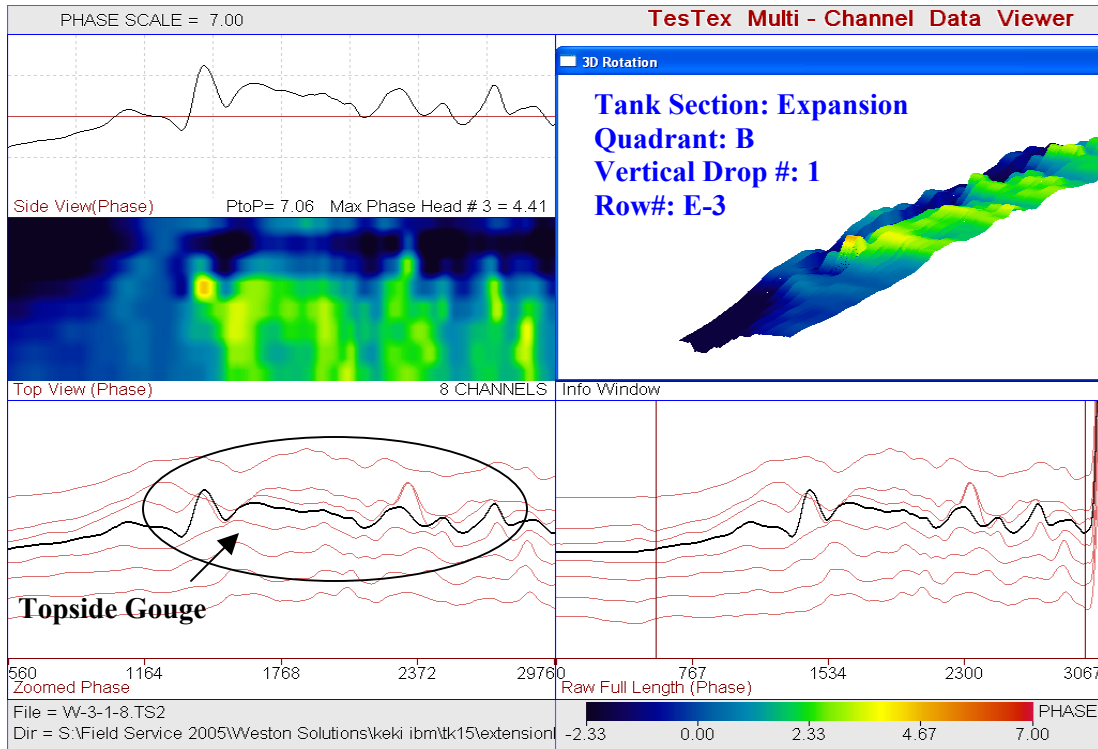 PHASE SCALE = 7.00
TesTex Multi - Channel Data Viewer
3D Rotation
Tank Section: Expansion
Quadrant: B
Vertical Drop #: 1
Row#: E-3
Side View(Phase) PtoP= 7.06 Max Phase Head # 3 = 4.41
Top View (Phase) 8 CHANNELS
Info Window
Topside Gouge
560 1164 1768 2372 2976
Zoomed Phase
0 767 1534 2300 3067
Raw Full Length (Phase)
File = W-3-1-8.TS2
Dir = S:\Field Service 2005\Weston Solutions\keki ibm\tk15\extensionl
PHASE
-2.33 0.00 2.33 4.67 7.00